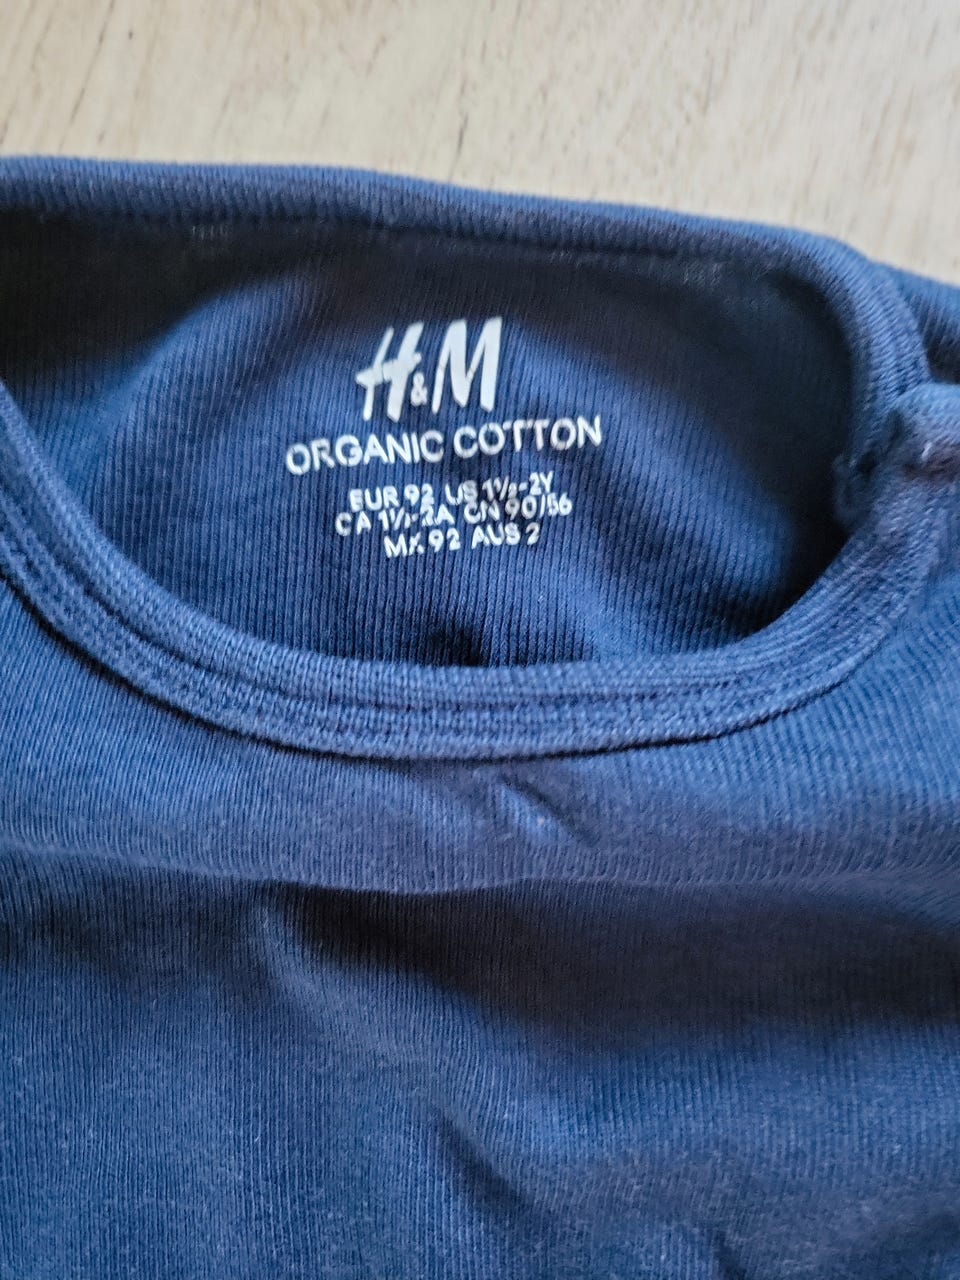 H&M
ORGANIC COTTON
EUR 92 US 1½-2Y
CA 1½-2A CN 90/56
MX 92 AUS 2